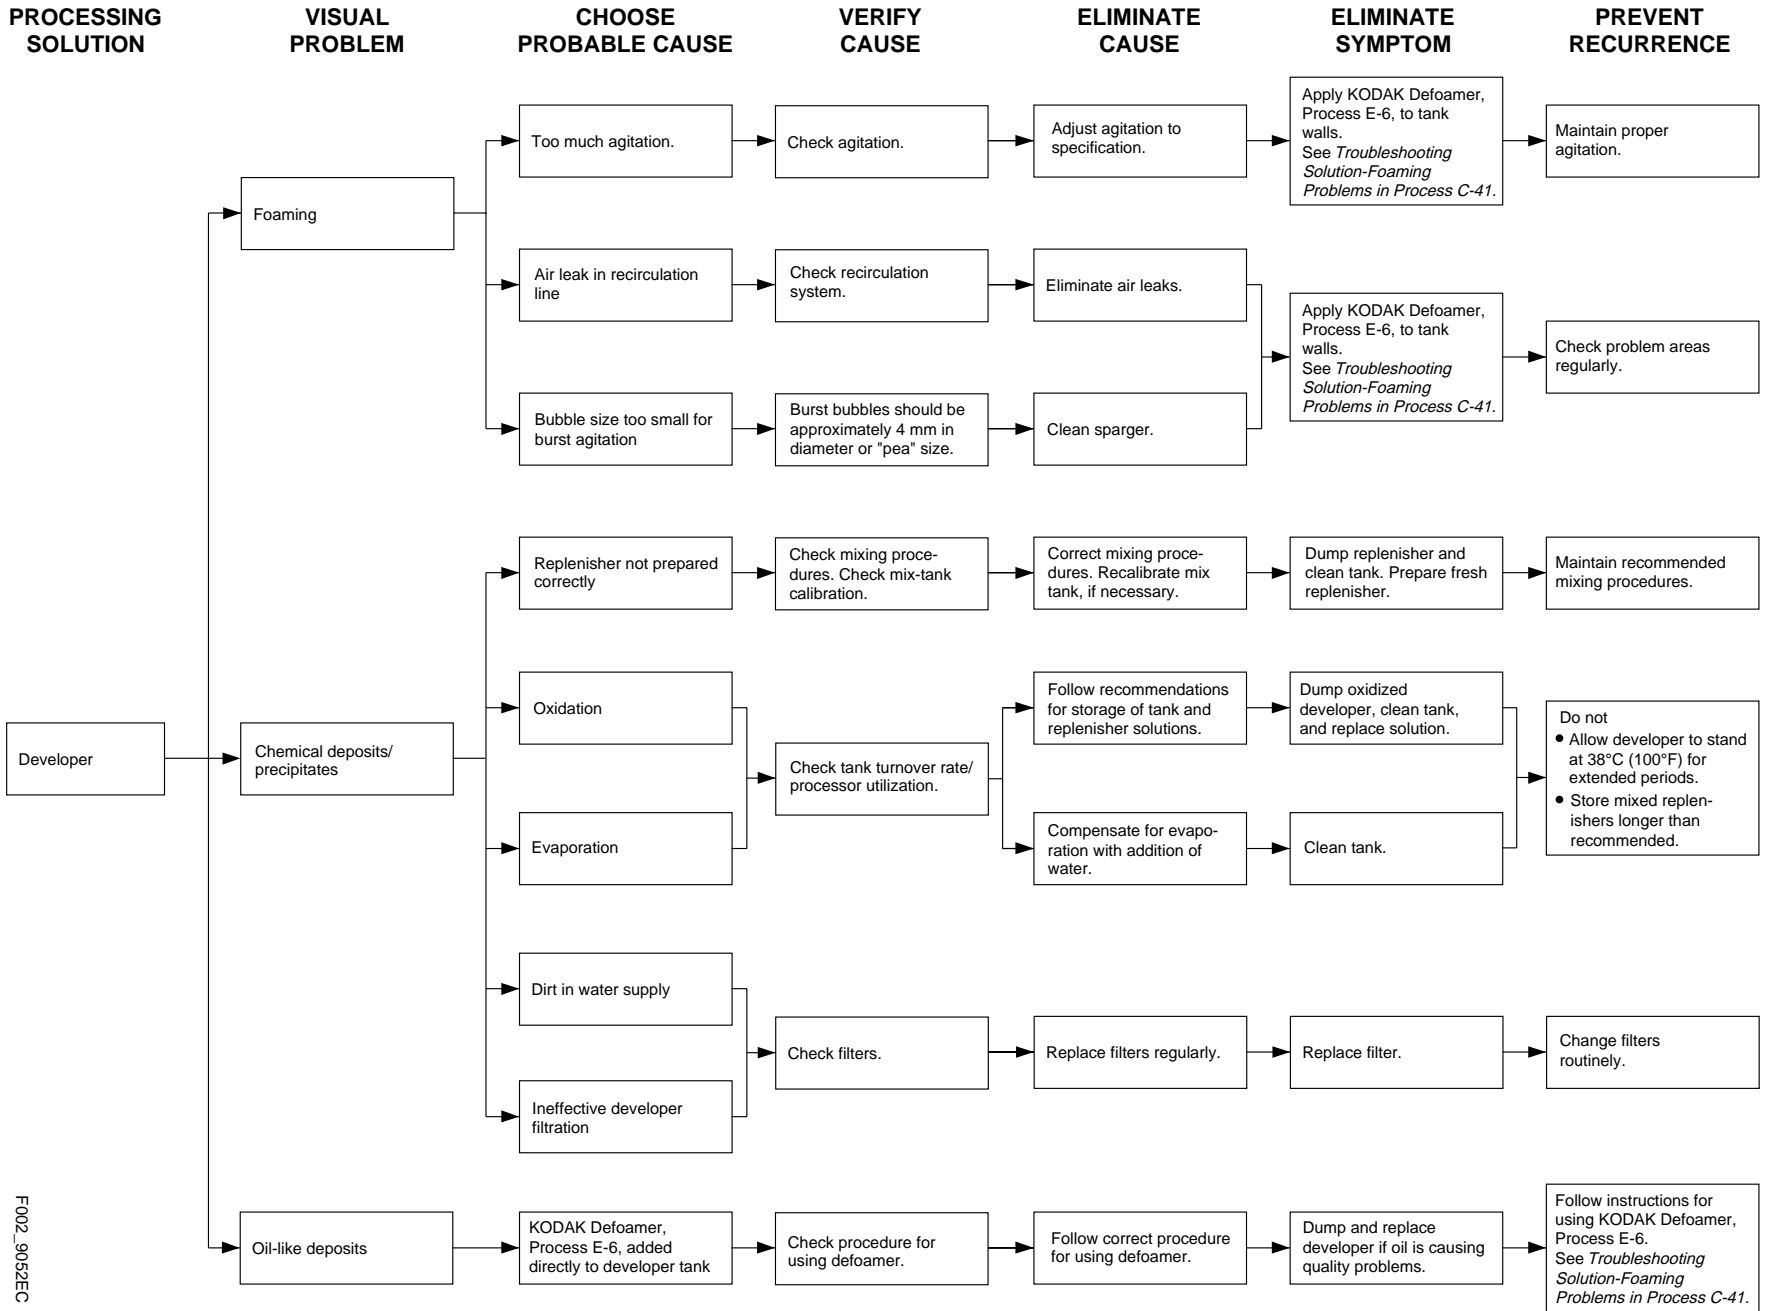 PROCESSING
SOLUTION
VISUAL
PROBLEM
CHOOSE
PROBABLE CAUSE
VERIFY
CAUSE
ELIMINATE
CAUSE
ELIMINATE
SYMPTOM
PREVENT
RECURRENCE
Developer
Foaming
Too much agitation.
Check agitation.
Adjust agitation to
specification.
Apply KODAK Defoamer,
Process E-6, to tank
walls.
See Troubleshooting
Solution-Foaming
Problems in Process C-41.
Maintain proper
agitation.
Air leak in recirculation
line
Check recirculation
system.
Eliminate air leaks.
Bubble size too small for
burst agitation
Burst bubbles should be
approximately 4 mm in
diameter or "pea" size.
Clean sparger.
Apply KODAK Defoamer,
Process E-6, to tank
walls.
See Troubleshooting
Solution-Foaming
Problems in Process C-41.
Check problem areas
regularly.
Chemical deposits/
precipitates
Replenisher not prepared
correctly
Check mixing proce-
dures. Check mix-tank
calibration.
Correct mixing proce-
dures. Recalibrate mix
tank, if necessary.
Dump replenisher and
clean tank. Prepare fresh
replenisher.
Maintain recommended
mixing procedures.
Oxidation
Evaporation
Check tank turnover rate/
processor utilization.
Follow recommendations
for storage of tank and
replenisher solutions.
Dump oxidized
developer, clean tank,
and replace solution.
Compensate for evapo-
ration with addition of
water.
Clean tank.
Do not
• Allow developer to stand
at 38°C (100°F) for
extended periods.
• Store mixed replen-
ishers longer than
recommended.
Dirt in water supply
Ineffective developer
filtration
Check filters.
Replace filters regularly.
Replace filter.
Change filters
routinely.
Oil-like deposits
KODAK Defoamer,
Process E-6, added
directly to developer tank
Check procedure for
using defoamer.
Follow correct procedure
for using defoamer.
Dump and replace
developer if oil is causing
quality problems.
Follow instructions for
using KODAK Defoamer,
Process E-6.
See Troubleshooting
Solution-Foaming
Problems in Process C-41.
F002_9052EC